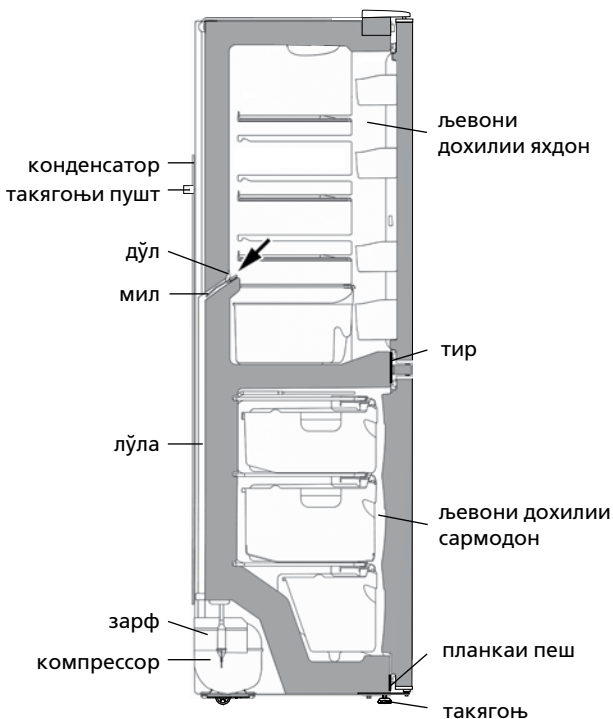 љевони
дохилии яхдон
конденсатор
такягоњи пушт
дӯл
мил
тир
лӯла
љевони дохилии
сармодон
зарф
компрессор
планкаи пеш
такягоњ